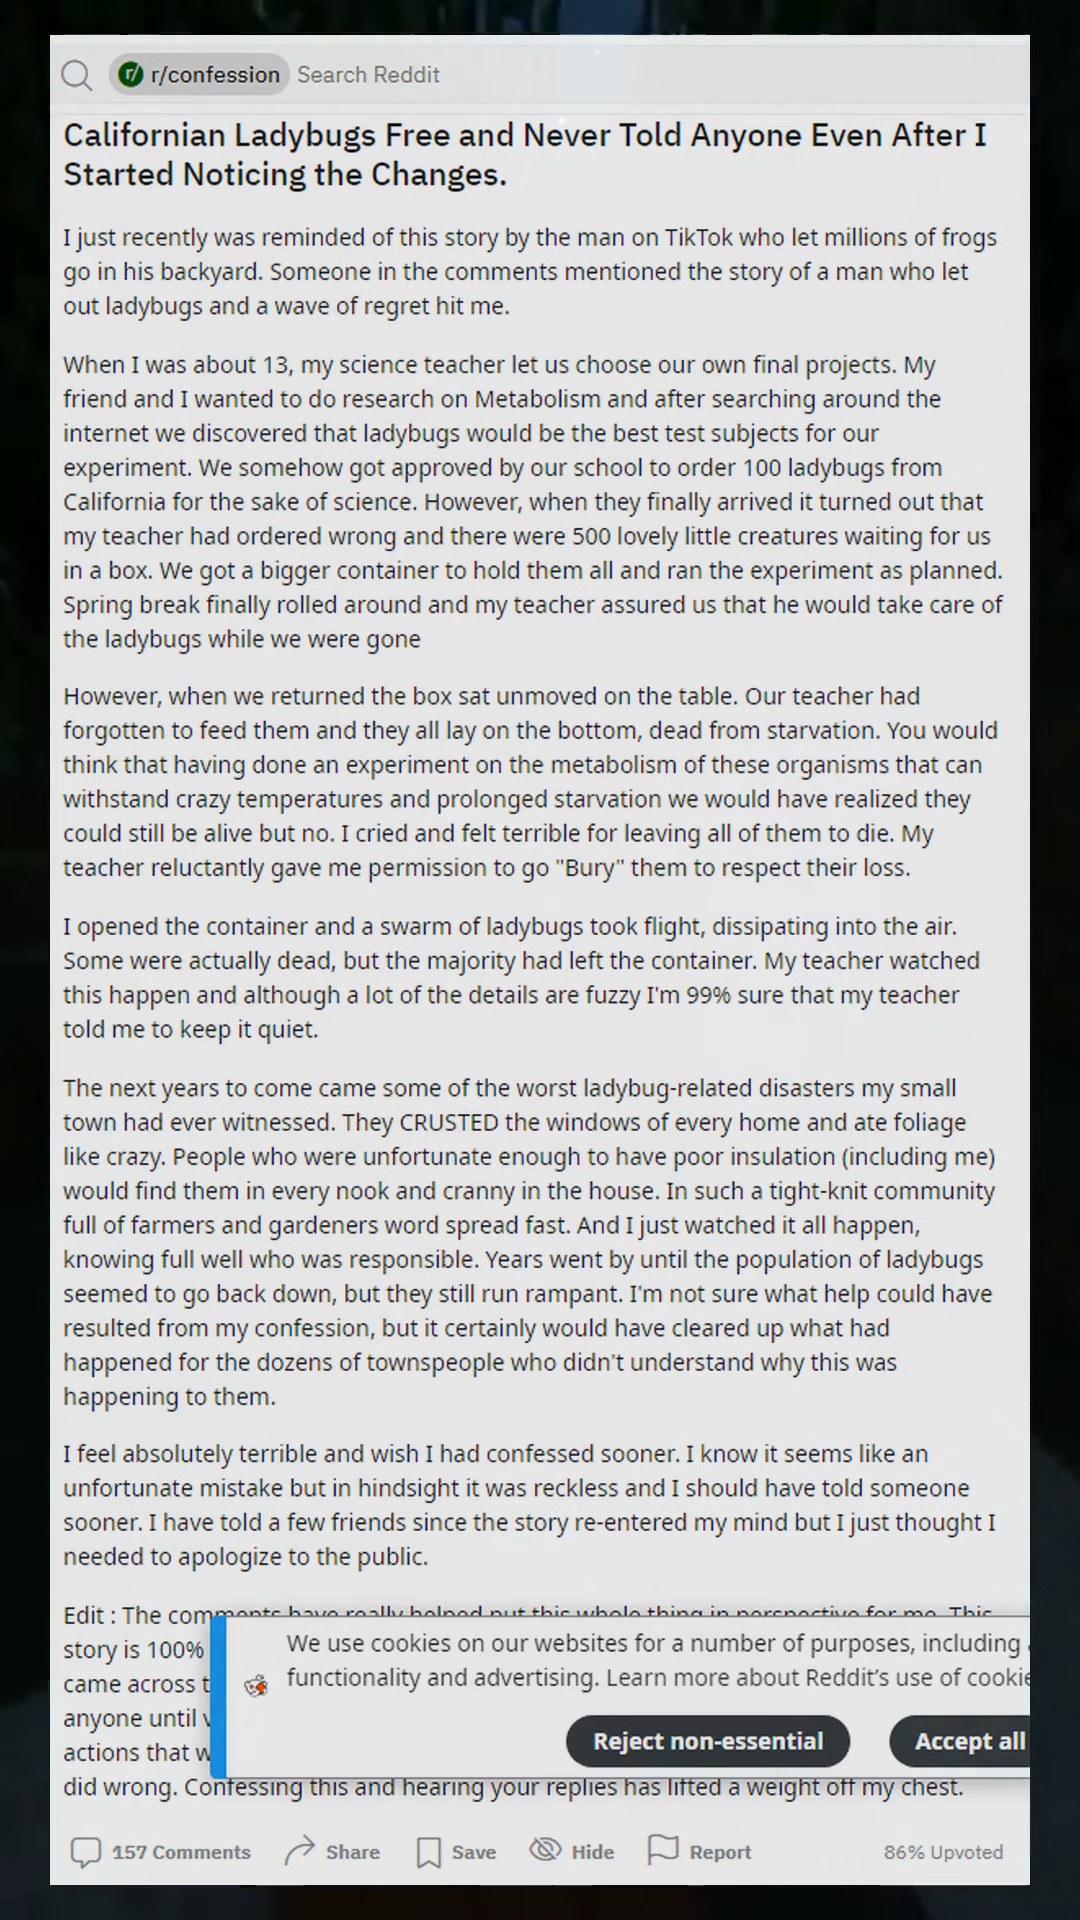 r/ r/confession Search Reddit
Californian Ladybugs Free and Never Told Anyone Even After I
Started Noticing the Changes.
I just recently was reminded of this story by the man on TikTok who let millions of frogs
go in his backyard. Someone in the comments mentioned the story of a man who let
out ladybugs and a wave of regret hit me.
When I was about 13, my science teacher let us choose our own final projects. My
friend and I wanted to do research on Metabolism and after searching around the
internet we discovered that ladybugs would be the best test subjects for our
experiment. We somehow got approved by our school to order 100 ladybugs from
California for the sake of science. However, when they finally arrived it turned out that
my teacher had ordered wrong and there were 500 lovely little creatures waiting for us
in a box. We got a bigger container to hold them all and ran the experiment as planned.
Spring break finally rolled around and my teacher assured us that he would take care of
the ladybugs while we were gone
However, when we returned the box sat unmoved on the table. Our teacher had
forgotten to feed them and they all lay on the bottom, dead from starvation. You would
think that having done an experiment on the metabolism of these organisms that can
withstand crazy temperatures and prolonged starvation we would have realized they
could still be alive but no. I cried and felt terrible for leaving all of them to die. My
teacher reluctantly gave me permission to go "Bury" them to respect their loss.
I opened the container and a swarm of ladybugs took flight, dissipating into the air.
Some were actually dead, but the majority had left the container. My teacher watched
this happen and although a lot of the details are fuzzy I'm 99% sure that my teacher
told me to keep it quiet.
The next years to come came some of the worst ladybug-related disasters my small
town had ever witnessed. They CRUSTED the windows of every home and ate foliage
like crazy. People who were unfortunate enough to have poor insulation (including me)
would find them in every nook and cranny in the house. In such a tight-knit community
full of farmers and gardeners word spread fast. And I just watched it all happen,
knowing full well who was responsible. Years went by until the population of ladybugs
seemed to go back down, but they still run rampant. I'm not sure what help could have
resulted from my confession, but it certainly would have cleared up what had
happened for the dozens of townspeople who didn't understand why this was
happening to them.
I feel absolutely terrible and wish I had confessed sooner. I know it seems like an
unfortunate mistake but in hindsight it was reckless and I should have told someone
sooner. I have told a few friends since the story re-entered my mind but I just thought I
needed to apologize to the public.
Edit : The comments have really helped put this whole thing in perspective for me. This
story is 100%
came across
anyone until
actions that
did wrong. Confessing this and hearing your replies has lifted a weight off my chest.
We use cookies on our websites for a number of purposes, including
functionality and advertising. Learn more about Reddit's use of
Reject non-essential Accept all
157 Comments Share Save Hide Report 86% Upvoted